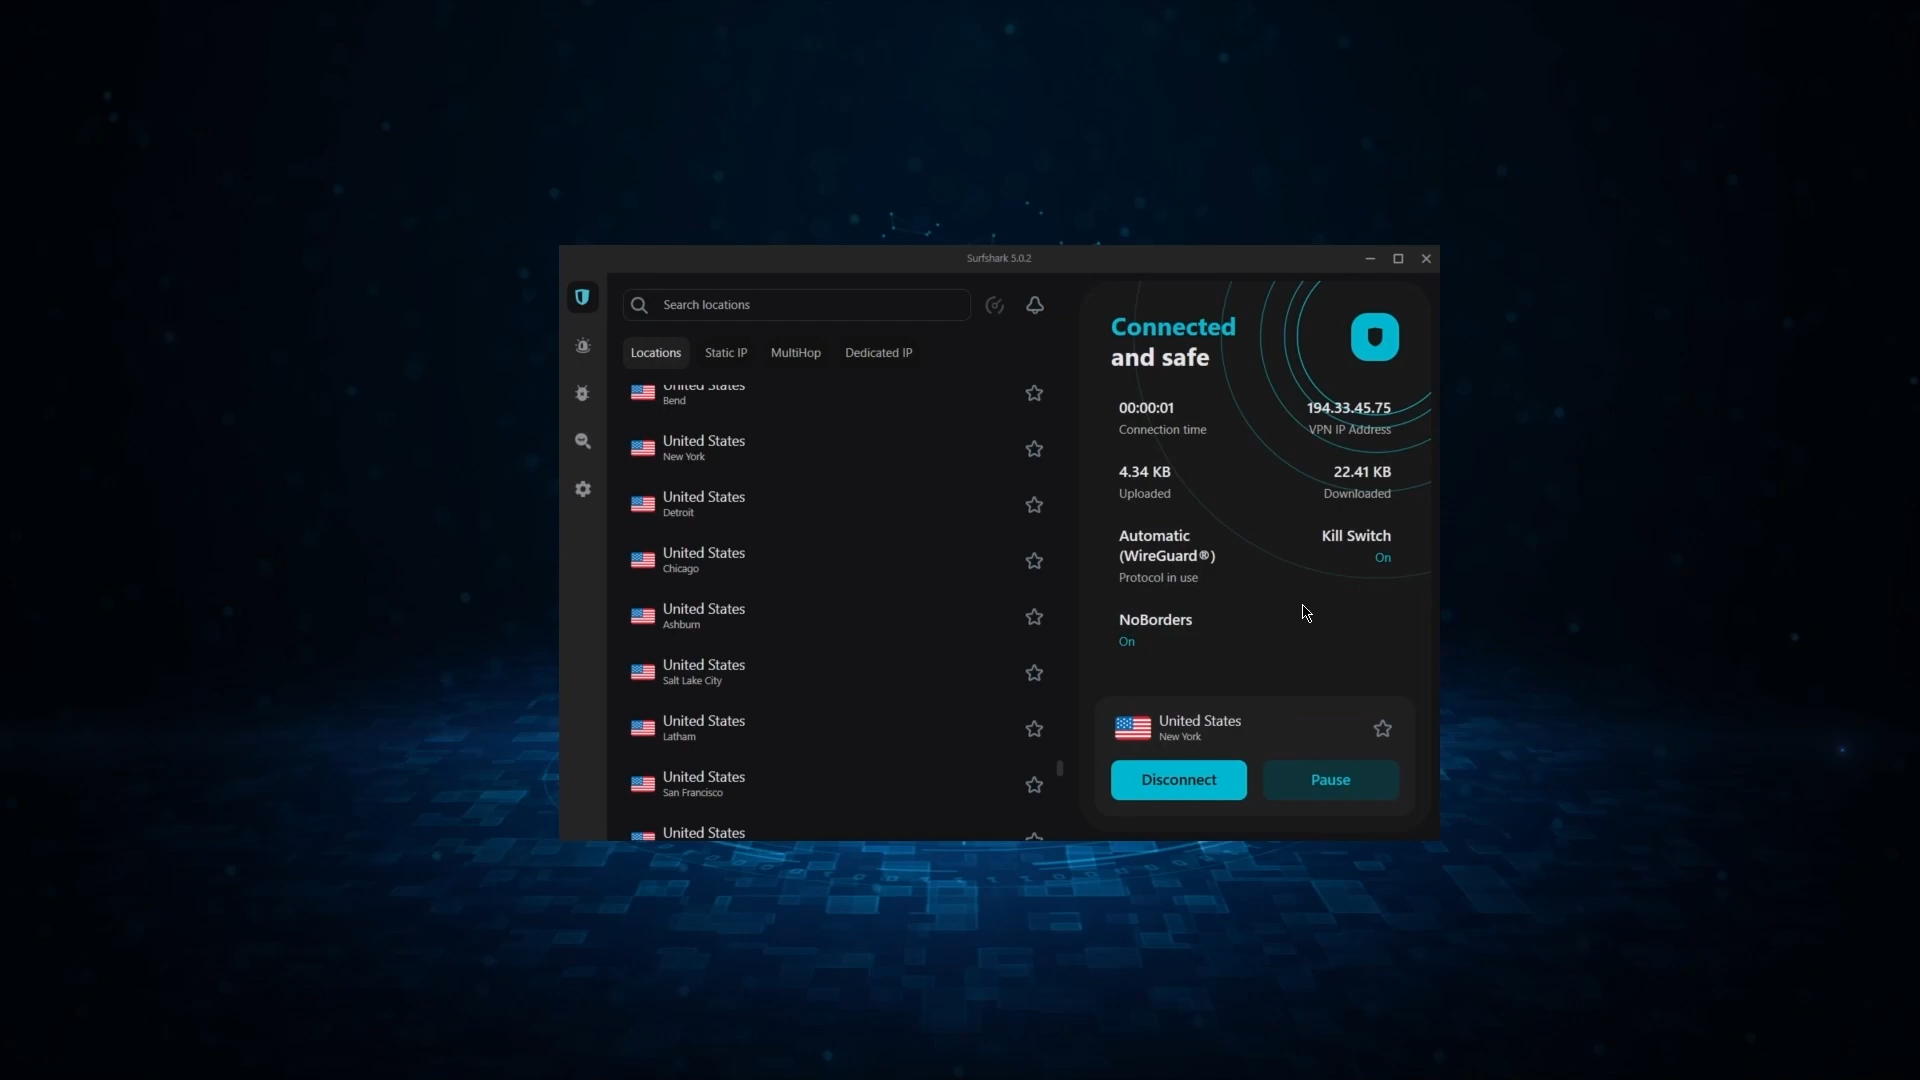 Surfshark 5.0.2
Search locations
Locations
Static IP
MultiHop
Dedicated IP
United States
Bend
United States
New York
United States
Detroit
United States
Chicago
United States
Ashburn
United States
Salt Lake City
United States
Latham
United States
San Francisco
United States
Connected
and safe
00:00:01
Connection time
194.33.45.75
VPN IP Address
4.34 KB
Uploaded
22.41 KB
Downloaded
Automatic
(WireGuard®)
Protocol in use
Kill Switch
On
NoBorders
On
United States
New York
Disconnect
Pause